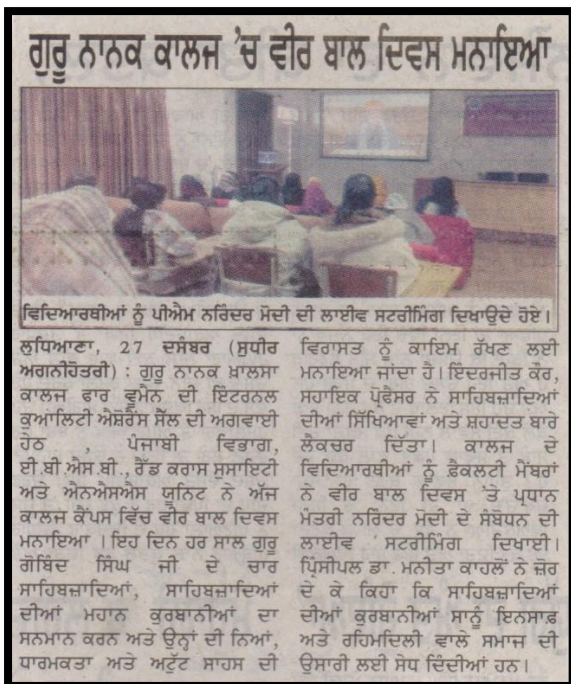 ਗੁਰੂ ਨਾਨਕ ਕਾਲਜ 'ਚ ਵੀਰ ਬਾਲ ਦਿਵਸ ਮਨਾਇਆ
ਵਿਦਿਆਰਥੀਆਂ ਨੂੰ ਪੀਐਮ ਨਰਿੰਦਰ ਮੋਦੀ ਦੀ ਲਾਈਵ ਸਟਰੀਮਿੰਗ ਦਿਖਾਉਦੇ ਹੋਏ।
ਲੁਧਿਆਣਾ, 27 ਦਸੰਬਰ (ਸੁਧੀਰ
ਅਗਨੀਹੋਤਰੀ) : ਗੁਰੂ ਨਾਨਕ ਖ਼ਾਲਸਾ
ਕਾਲਜ ਫਾਰ ਵੂਮੈਨ ਦੀ ਇੰਟਰਨਲ
ਕੁਆਲਿਟੀ ਐਸ਼ੋਰੈਂਸ ਸੈੱਲ ਦੀ ਅਗਵਾਈ
ਹੇਠ , ਪੰਜਾਬੀ ਵਿਭਾਗ,
ਈ.ਬੀ.ਐਸ.ਬੀ., ਰੈੱਡ ਕਰਾਸ ਸੁਸਾਇਟੀ
ਅਤੇ ਐਨਐਸਐਸ ਯੂਨਿਟ ਨੇ ਅੱਜ
ਕਾਲਜ ਕੈਂਪਸ ਵਿੱਚ ਵੀਰ ਬਾਲ ਦਿਵਸ
ਮਨਾਇਆ । ਇਹ ਦਿਨ ਹਰ ਸਾਲ ਗੁਰੂ
ਗੋਬਿੰਦ ਸਿੰਘ ਜੀ ਦੇ ਚਾਰ
ਸਾਹਿਬਜ਼ਾਦਿਆਂ, ਸਾਹਿਬਜ਼ਾਦਿਆਂ
ਦੀਆਂ ਮਹਾਨ ਕੁਰਬਾਨੀਆਂ ਦਾ
ਸਨਮਾਨ ਕਰਨ ਅਤੇ ਉਨ੍ਹਾਂ ਦੀ ਨਿਆਂ,
ਧਾਰਮਕਤਾ ਅਤੇ ਅਟੁੱਟ ਸਾਹਸ ਦੀ
ਵਿਰਾਸਤ ਨੂੰ ਕਾਇਮ ਰੱਖਣ ਲਈ
ਮਨਾਇਆ ਜਾਂਦਾ ਹੈ। ਇੰਦਰਜੀਤ ਕੌਰ,
ਸਹਾਇਕ ਪ੍ਰੋਫੈਸਰ ਨੇ ਸਾਹਿਬਜ਼ਾਦਿਆਂ
ਦੀਆਂ ਸਿੱਖਿਆਵਾਂ ਅਤੇ ਸ਼ਹਾਦਤ ਬਾਰੇ
ਲੈਕਚਰ ਦਿੱਤਾ। ਕਾਲਜ ਦੇ
ਵਿਦਿਆਰਥੀਆਂ ਨੂੰ ਫ਼ੈਕਲਟੀ ਮੈਂਬਰਾਂ
ਨੇ ਵੀਰ ਬਾਲ ਦਿਵਸ 'ਤੇ ਪ੍ਰਧਾਨ
ਮੰਤਰੀ ਨਰਿੰਦਰ ਮੋਦੀ ਦੇ ਸੰਬੋਧਨ ਦੀ
ਲਾਈਵ ਸਟਰੀਮਿੰਗ ਦਿਖਾਈ।
ਪ੍ਰਿੰਸੀਪਲ ਡਾ. ਮਨੀਤਾ ਕਾਹਲੋਂ ਨੇ ਜ਼ੋਰ
ਦੇ ਕੇ ਕਿਹਾ ਕਿ ਸਾਹਿਬਜ਼ਾਦਿਆਂ
ਦੀਆਂ ਕੁਰਬਾਨੀਆਂ ਸਾਨੂੰ ਇਨਸਾਫ਼
ਅਤੇ ਰਹਿਮਦਿਲੀ ਵਾਲੇ ਸਮਾਜ ਦੀ
ਉਸਾਰੀ ਲਈ ਸੇਧ ਦਿੰਦੀਆਂ ਹਨ।